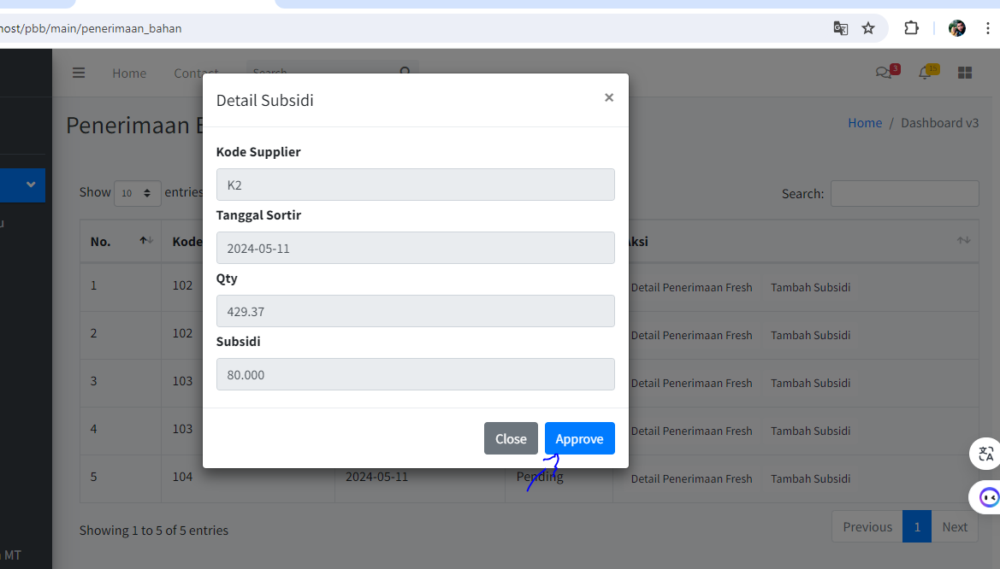 host/pbb/main/penerimaan_bahan
Home Contact Search 3 15
Detail Subsidi ×
Penerimaan Home / Dashboard v3
Kode Supplier
K2
Show 10 entries Search:
Tanggal Sortir
2024-05-11
No. Kode Aksi
Qty
429.37
1 102 Detail Penerimaan Fresh Tambah Subsidi
2 102 Detail Penerimaan Fresh Tambah Subsidi
Subsidi
80.000
3 103 Detail Penerimaan Fresh Tambah Subsidi
4 103 Detail Penerimaan Fresh Tambah Subsidi
Close Approve
5 104 2024-05-11 Pending Detail Penerimaan Fresh Tambah Subsidi
Showing 1 to 5 of 5 entries Previous 1 Next
MT